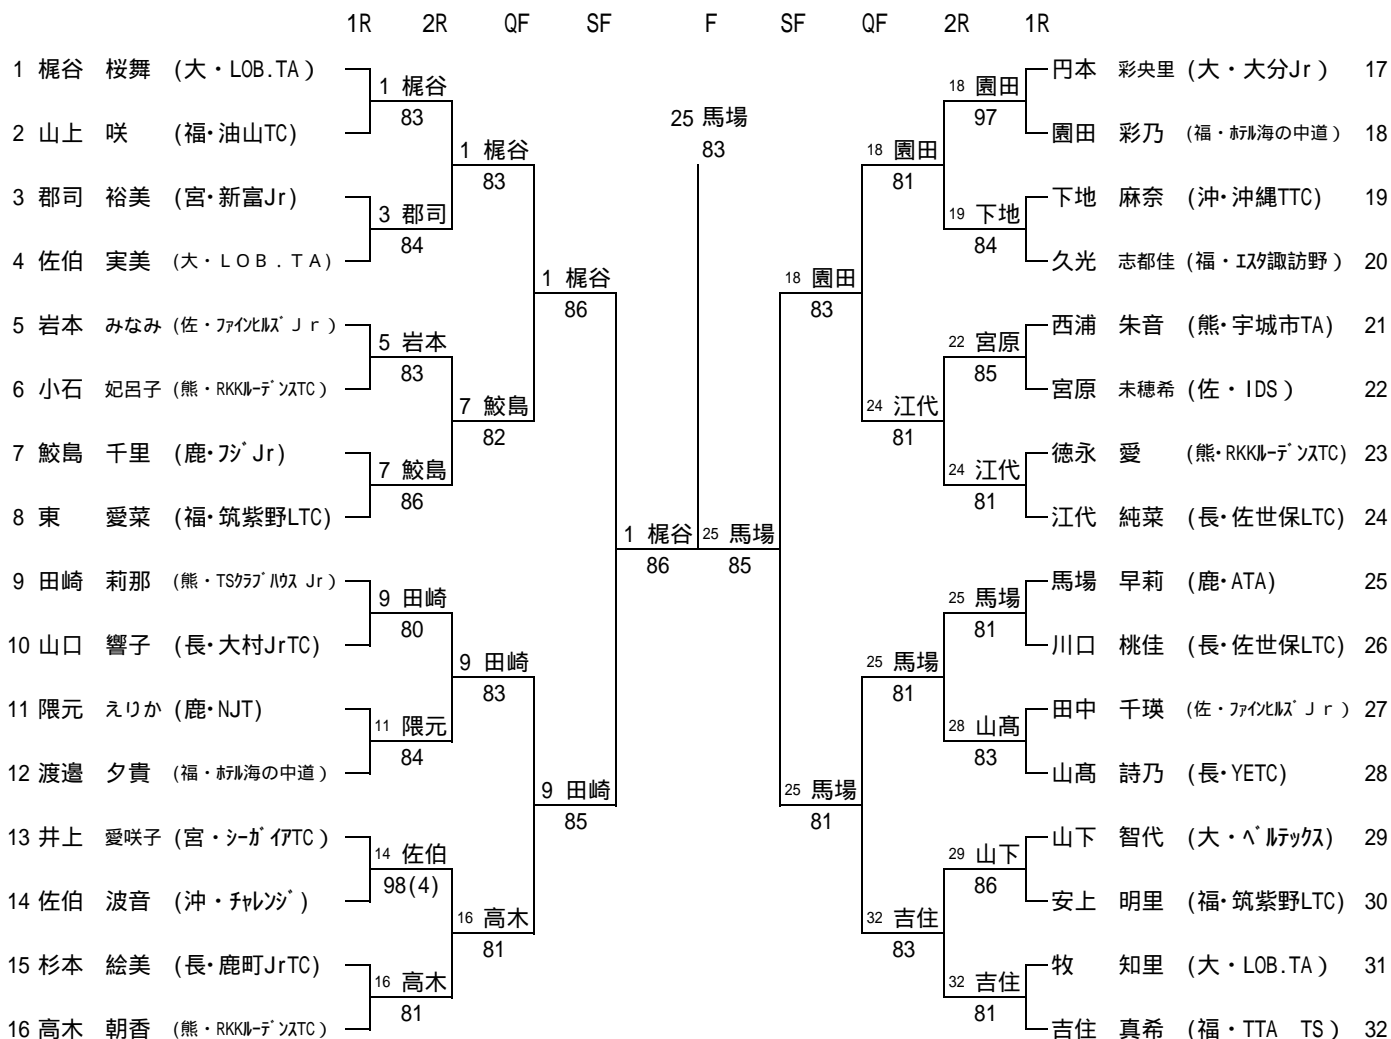 1R 2R QF SF F SF QF 2R 1R
1 梶谷 桜舞 (大・LOB.TA)
1 梶谷
83
2 山上 咲 (福・油山TC)
1 梶谷
83
3 郡司 裕美 (宮・新富Jr)
3 郡司
84
4 佐伯 実美 (大・LOB.TA)
1 梶谷
86
5 岩本 みなみ (佐・ファインヒルズJr)
5 岩本
83
6 小石 妃呂子 (熊・RKKルーデンスTC)
7 鮫島
82
7 鮫島 千里 (鹿・フジJr)
7 鮫島
86
8 東 愛菜 (福・筑紫野LTC)
1 梶谷
86
9 田崎 莉那 (熊・TSクラブハウス Jr)
9 田崎
80
10 山口 響子 (長・大村JrTC)
9 田崎
83
11 隈元 えりか (鹿・NJT)
11 隈元
84
12 渡邉 夕貴 (福・ホテル海の中道)
9 田崎
85
13 井上 愛咲子 (宮・シーガイアTC)
14 佐伯
98(4)
14 佐伯 波音 (沖・チャレンジ)
16 高木
81
15 杉本 絵美 (長・鹿町JrTC)
16 高木
81
16 高木 朝香 (熊・RKKルーデンスTC)
25 馬場
83
円本 彩央里 (大・大分Jr) 17
18 園田
97
園田 彩乃 (福・ホテル海の中道) 18
18 園田
81
下地 麻奈 (沖・沖縄TTC) 19
19 下地
84
久光 志都佳 (福・エスタ諏訪野) 20
18 園田
83
西浦 朱音 (熊・宇城市TA) 21
22 宮原
85
宮原 未穂希 (佐・IDS) 22
24 江代
81
徳永 愛 (熊・RKKルーデンスTC) 23
24 江代
81
江代 純菜 (長・佐世保LTC) 24
25 馬場
85
馬場 早莉 (鹿・ATA) 25
25 馬場
81
川口 桃佳 (長・佐世保LTC) 26
25 馬場
81
田中 千瑛 (佐・ファインヒルズJr) 27
28 山髙
83
山髙 詩乃 (長・YETC) 28
25 馬場
81
山下 智代 (大・ベルテックス) 29
29 山下
86
安上 明里 (福・筑紫野LTC) 30
32 吉住
83
牧 知里 (大・LOB.TA) 31
32 吉住
81
吉住 真希 (福・TTA TS) 32